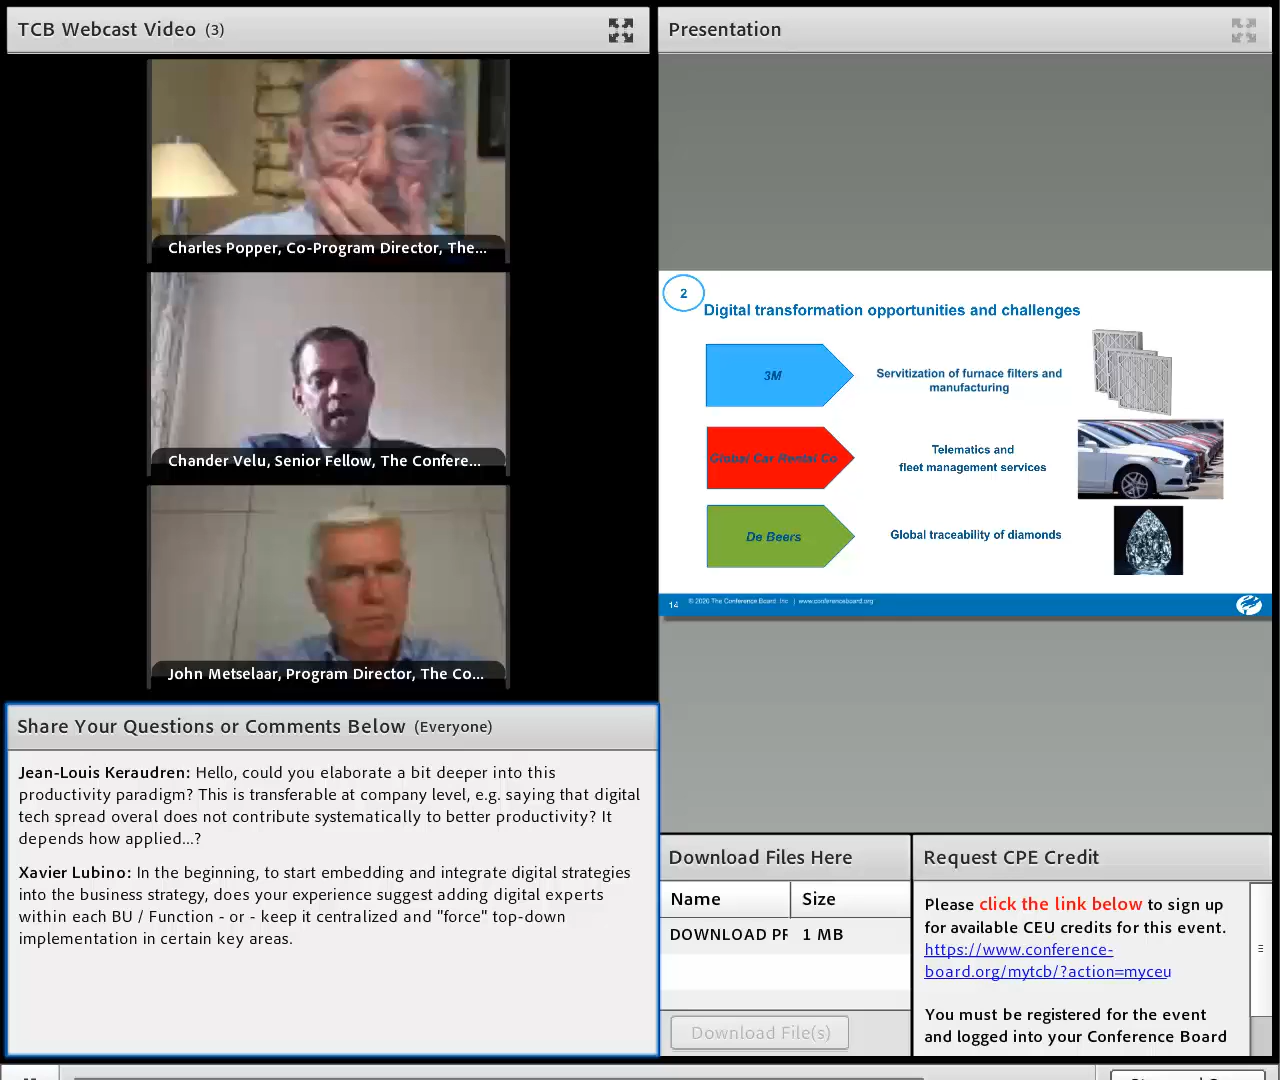 TCB Webcast Video (3)
Charles Popper, Co-Program Director, The...
Chander Velu, Senior Fellow, The Confere...
John Metselaar, Program Director, The Co...
Share Your Questions or Comments Below (Everyone)
Jean-Louis Keraudren: Hello, could you elaborate a bit deeper into this
productivity paradigm? This is transferable at company level, e.g. saying that digital
tech spread overal does not contribute systematically to better productivity? It
depends how applied...?
Xavier Lubino: In the beginning, to start embedding and integrate digital strategies
into the business strategy, does your experience suggest adding digital experts
within each BU / Function - or - keep it centralized and "force" top-down
implementation in certain key areas.
Presentation
2
Digital transformation opportunities and challenges
3M
Servitization of furnace filters and
manufacturing
Global Car Rental Co
Telematics and
fleet management services
De Beers
Global traceability of diamonds
14 © 2020 The Conference Board, Inc. | www.conferenceboard.org
Download Files Here
Name Size
DOWNLOAD PR 1 MB
Download File(s)
Request CPE Credit
Please click the link below to sign up
for available CEU credits for this event.
https://www.conference-
board.org/mytcb/?action=myceu
You must be registered for the event
and logged into your Conference Board